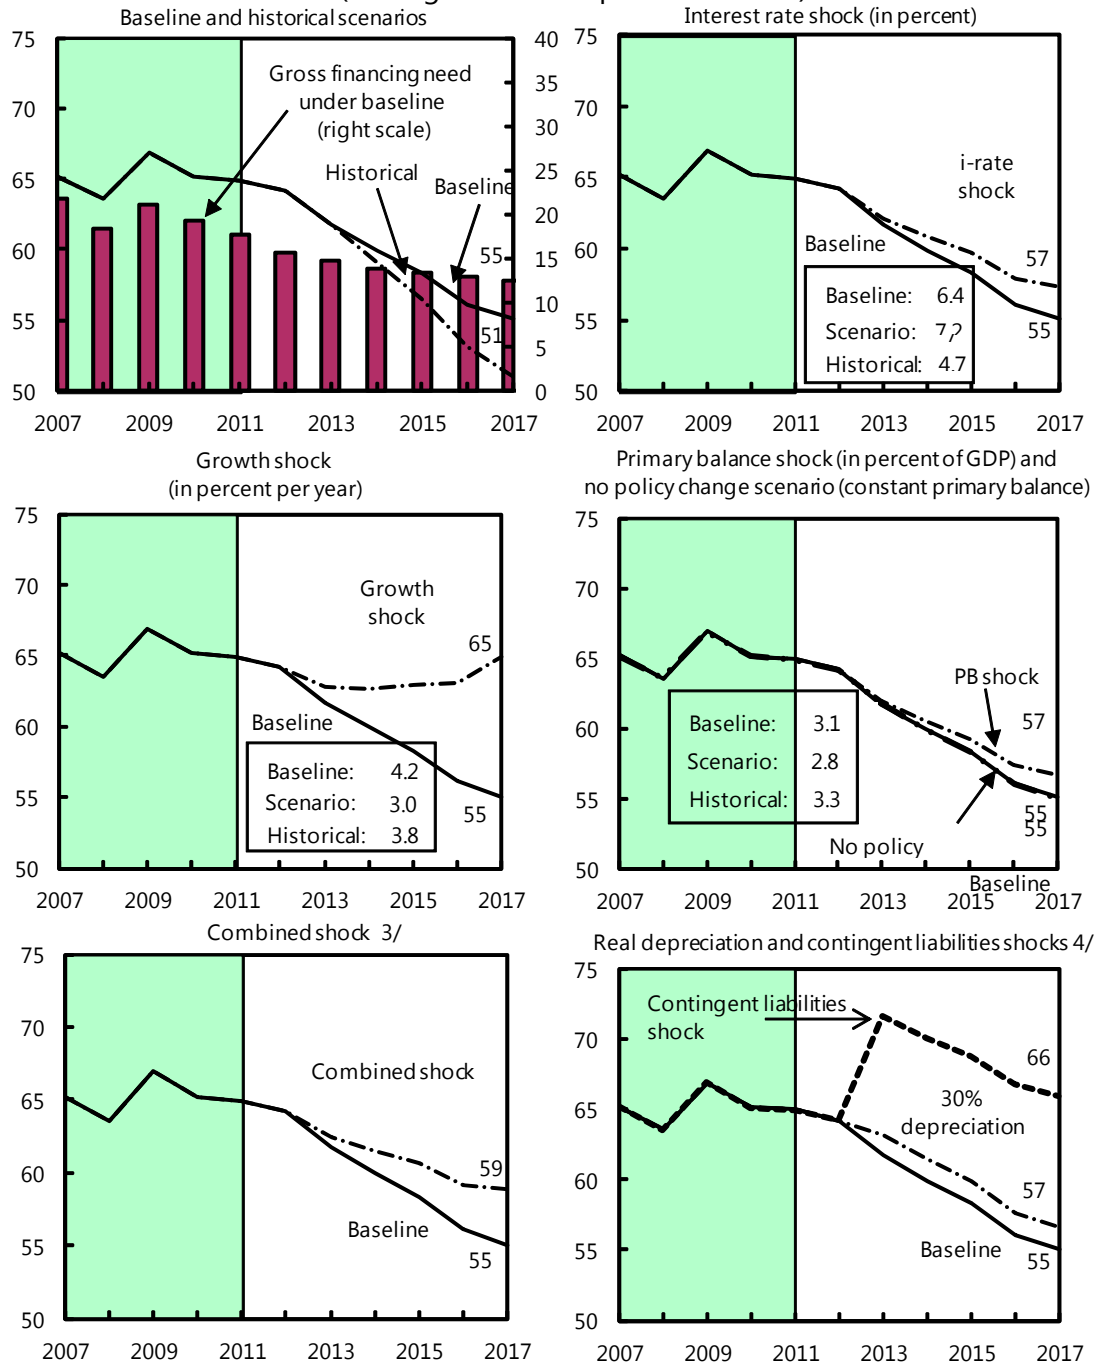 Baseline and historical scenarios
75
70
65
60
55
50
40
35
30
25
20
15
10
5
0
Gross financing need
under baseline
(right scale)
Historical
Baseline
55
51
2007 2009 2011 2013 2015 2017
Interest rate shock (in percent)
75
70
65
60
55
50
i-rate
shock
Baseline
57
Baseline: 6.4
Scenario:
Historical: 4.7
55
2007 2009 2011 2013 2015 2017
Growth shock
(in percent per year)
75
70
65
60
55
50
Growth
shock
65
Baseline
Baseline: 4.2
Scenario: 3.0
Historical: 3.8
55
2007 2009 2011 2013 2015 2017
Primary balance shock (in percent of GDP) and
no policy change scenario (constant primary balance)
75
70
65
60
55
50
PB shock
57
Baseline: 3.1
Scenario: 2.8
Historical: 3.3
55
55
No policy
Baseline
2007 2009 2011 2013 2015 2017
Combined shock 3/
75
70
65
60
55
50
Combined shock
59
Baseline
55
2007 2009 2011 2013 2015 2017
Real depreciation and contingent liabilities shocks 4/
75
70
65
60
55
50
Contingent liabilities
shock
66
30%
depreciation
57
Baseline
55
2007 2009 2011 2013 2015 2017